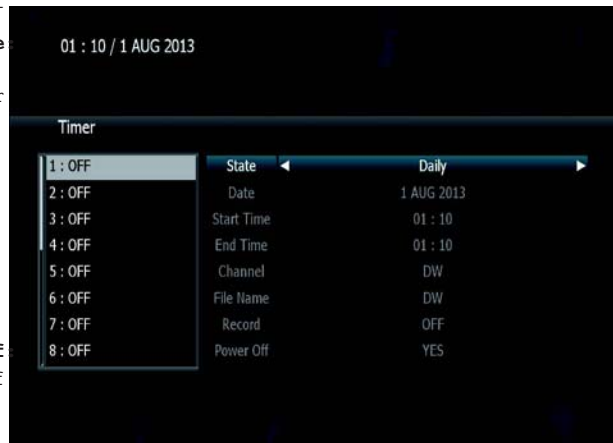 01 : 10 / 1 AUG 2013
Timer
1 : OFF State Daily
2 : OFF Date 1 AUG 2013
3 : OFF Start Time 01 : 10
4 : OFF End Time 01 : 10
5 : OFF Channel DW
6 : OFF File Name DW
7 : OFF Record OFF
8 : OFF Power Off YES